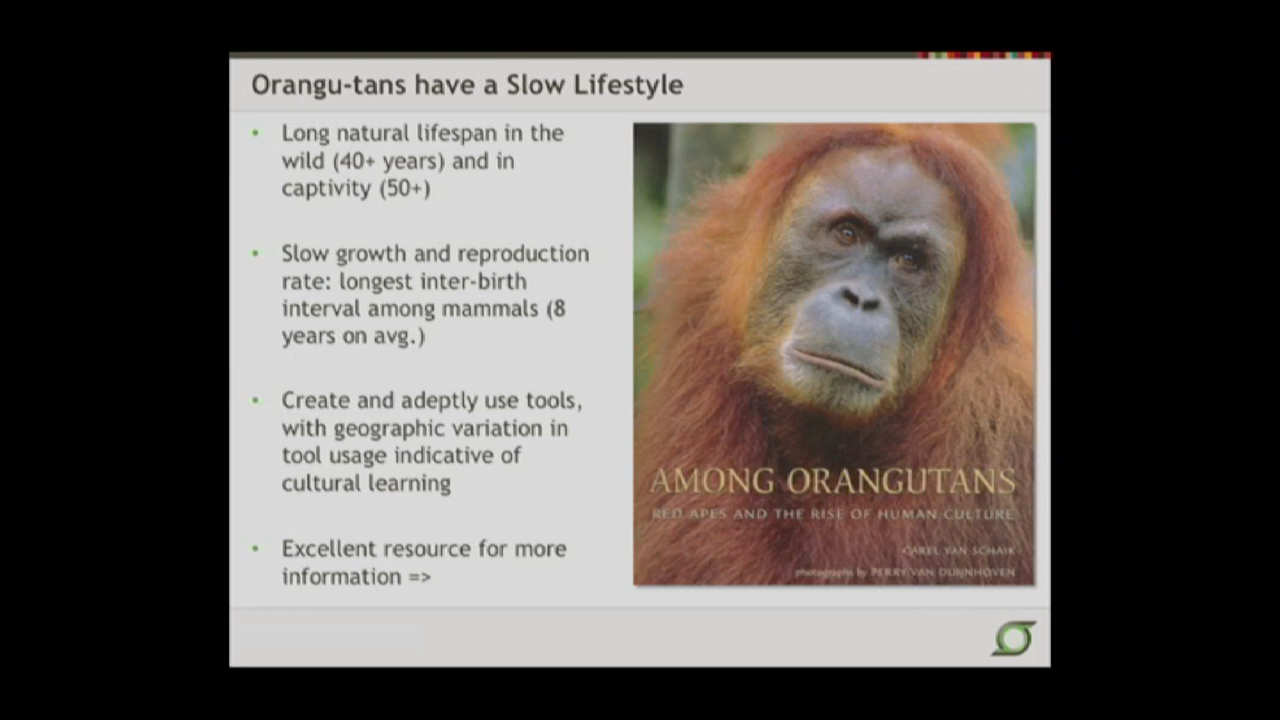 Orangu-tans have a Slow Lifestyle
• Long natural lifespan in the
wild (40+ years) and in
captivity (50+)
• Slow growth and reproduction
rate: longest inter-birth
interval among mammals (8
years on avg.)
• Create and adeptly use tools,
with geographic variation in
tool usage indicative of
cultural learning
• Excellent resource for more
information =>
AMONG ORANGUTANS
RED APES AND THE RISE OF HUMAN CULTURE
CAREL VAN SCHAIK
photographs by PERRY VAN DUIJNHOVEN